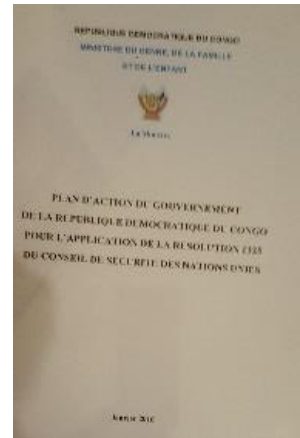 REPUBLIQUE DEMOCRATIQUE DU CONGO
MINISTERE DU GENRE, DE LA FAMILLE
ET DE L'ENFANT
PLAN D'ACTION DU GOUVERNEMENT
DE LA REPUBLIQUE DEMOCRATIQUE DU CONGO
POUR L'APPLICATION DE LA RESOLUTION 1325
DU CONSEIL DE SECURITE DES NATIONS UNIES